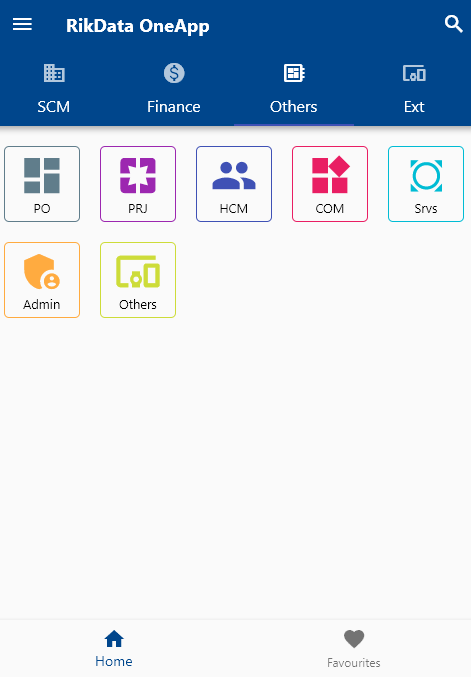 RikData OneApp
SCM Finance Others Ext
PO PRJ HCM COM Srvs
Admin Others
Home Favourites